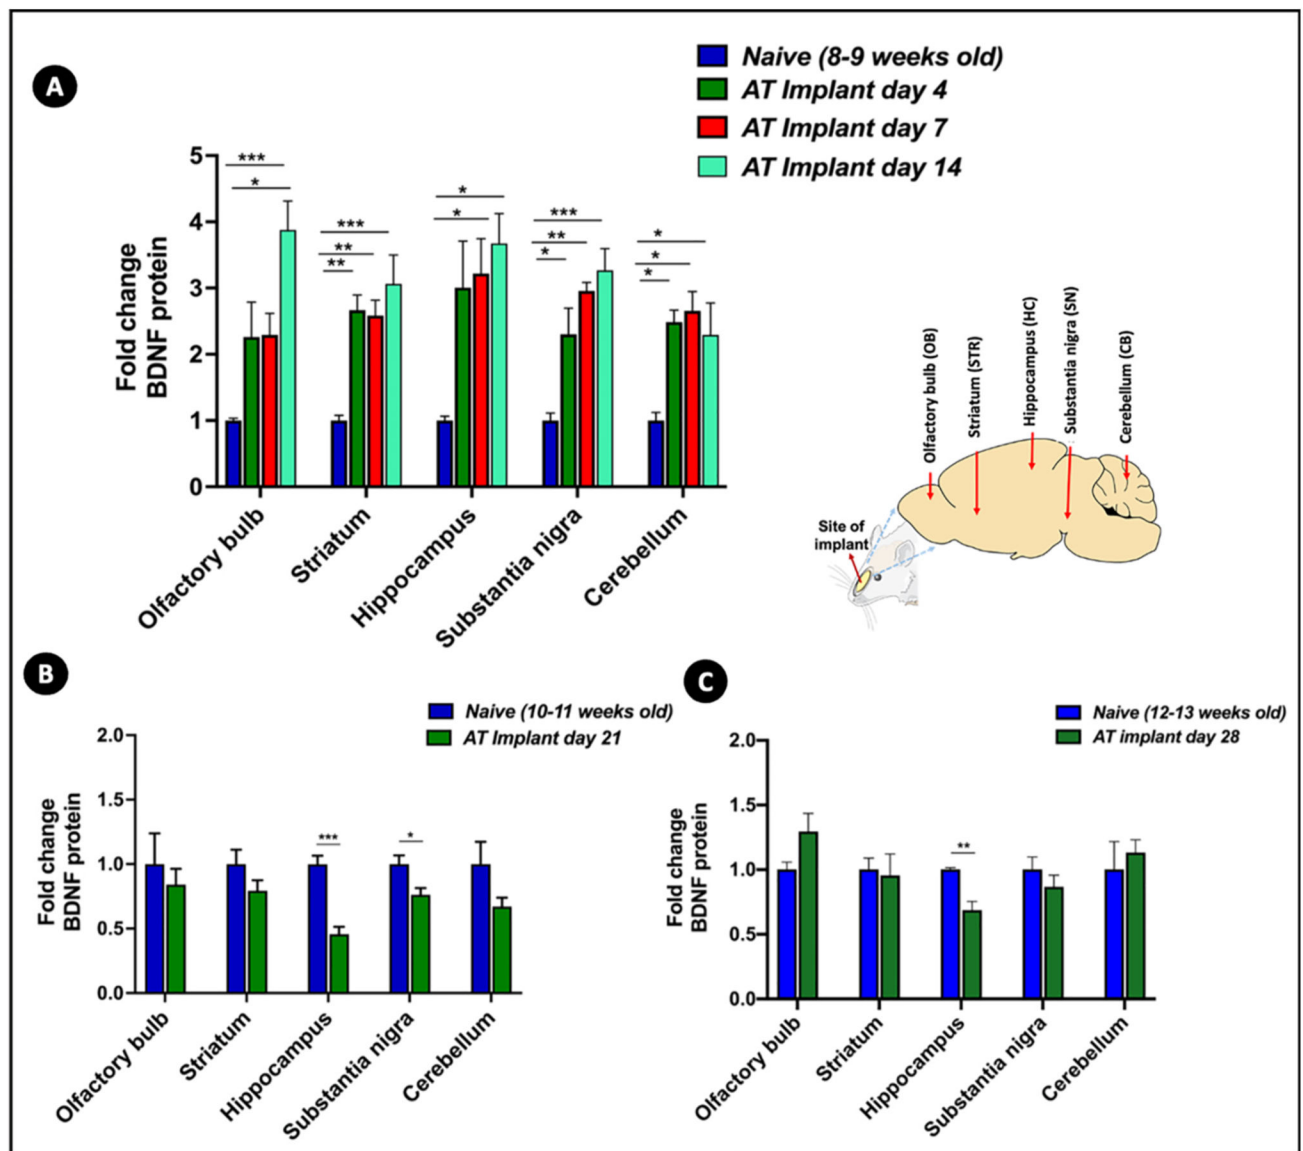 A
Naive (8-9 weeks old)
AT Implant day 4
AT Implant day 7
AT Implant day 14
Fold change
BDNF protein
5
4
3
2
1
0
***
*
***
**
**
*
*
***
**
*
*
*
*
Olfactory bulb
Striatum
Hippocampus
Substantia nigra
Cerebellum
Olfactory bulb (OB)
Striatum (STR)
Hippocampus (HC)
Substantia nigra (SN)
Cerebellum (CB)
Site of
implant
B
Naive (10-11 weeks old)
AT Implant day 21
Fold change
BDNF protein
2.0
1.5
1.0
0.5
0.0
***
*
Olfactory bulb
Striatum
Hippocampus
Substantia nigra
Cerebellum
C
Naive (12-13 weeks old)
AT implant day 28
Fold change
BDNF protein
2.0
1.5
1.0
0.5
0.0
**
Olfactory bulb
Striatum
Hippocampus
Substantia nigra
Cerebellum